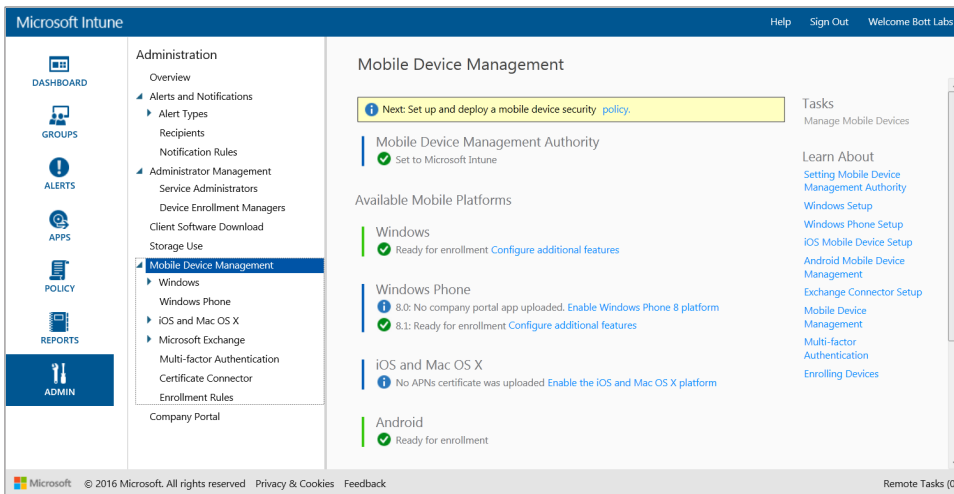 Microsoft Intune
Help Sign Out Welcome Bott Labs
DASHBOARD
GROUPS
ALERTS
APPS
POLICY
REPORTS
ADMIN
Administration
Overview
Alerts and Notifications
Alert Types
Recipients
Notification Rules
Administrator Management
Service Administrators
Device Enrollment Managers
Client Software Download
Storage Use
Mobile Device Management
Windows
Windows Phone
iOS and Mac OS X
Microsoft Exchange
Multi-factor Authentication
Certificate Connector
Enrollment Rules
Company Portal
Mobile Device Management
Next: Set up and deploy a mobile device security policy.
Mobile Device Management Authority
Set to Microsoft Intune
Available Mobile Platforms
Windows
Ready for enrollment Configure additional features
Windows Phone
8.0: No company portal app uploaded. Enable Windows Phone 8 platform
8.1: Ready for enrollment Configure additional features
iOS and Mac OS X
No APNs certificate was uploaded Enable the iOS and Mac OS X platform
Android
Ready for enrollment
Tasks
Manage Mobile Devices
Learn About
Setting Mobile Device
Management Authority
Windows Setup
Windows Phone Setup
iOS Mobile Device Setup
Android Mobile Device
Management
Exchange Connector Setup
Mobile Device
Management
Multi-factor
Authentication
Enrolling Devices
Microsoft © 2016 Microsoft. All rights reserved Privacy & Cookies Feedback
Remote Tasks (0